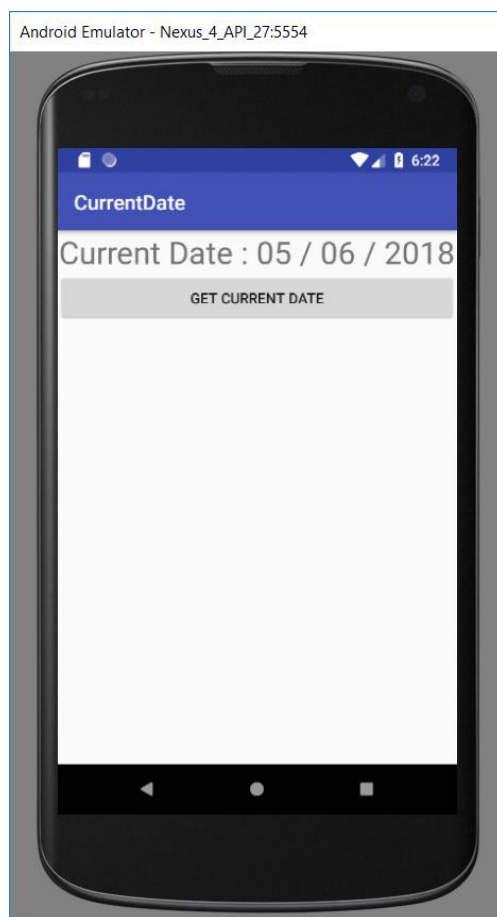 Android Emulator - Nexus_4_API_27:5554
6:22
CurrentDate
Current Date : 05 / 06 / 2018
GET CURRENT DATE